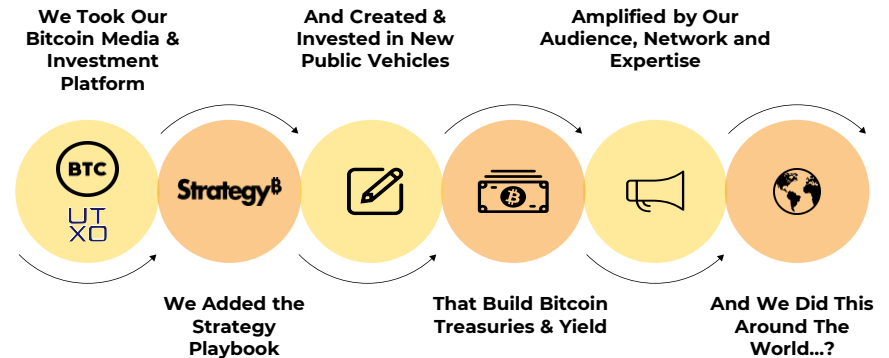 We Took Our
Bitcoin Media &
Investment
Platform
And Created &
Invested in New
Public Vehicles
Amplified by Our
Audience, Network and
Expertise
BTC
UT
XO
Strategy₿
We Added the
Strategy
Playbook
That Build Bitcoin
Treasuries & Yield
And We Did This
Around The
World...?